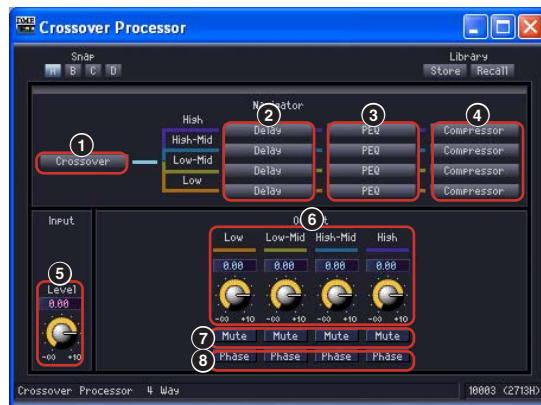 DME Crossover Processor
Snap
A B C D
Library
Store Recall
Navigator
High
High-Mid
Low-Mid
Low
1
Crossover
2
Delay
Delay
Delay
Delay
3
PEQ
PEQ
PEQ
PEQ
4
Compressor
Compressor
Compressor
Compressor
Input
5
Level
0.00
-∞ +10
6
Low Low-Mid High-Mid High
0.00 0.00 0.00 0.00
-∞ +10 -∞ +10 -∞ +10 -∞ +10
7
Mute Mute Mute Mute
8
Phase Phase Phase Phase
Crossover Processor 4 Way
10003 (2713H)